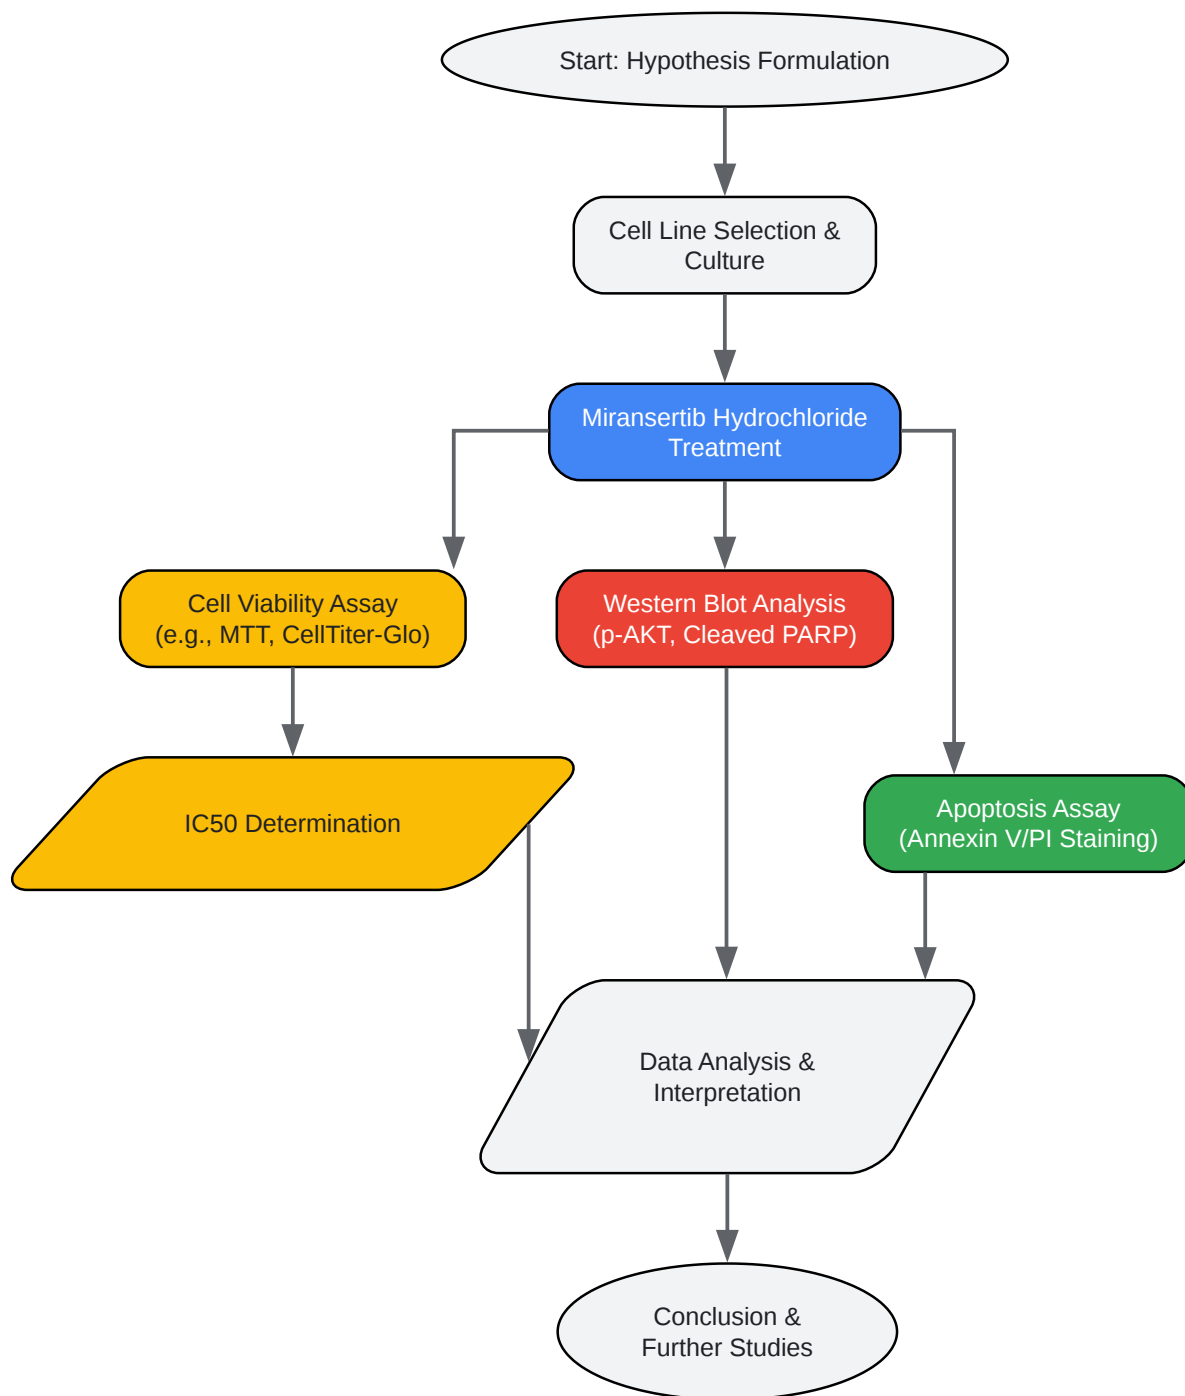 Start: Hypothesis Formulation
Cell Line Selection &
Culture
Miransertib Hydrochloride
Treatment
Cell Viability Assay
(e.g., MTT, CellTiter-Glo)
Western Blot Analysis
(p-AKT, Cleaved PARP)
IC50 Determination
Apoptosis Assay
(Annexin V/PI Staining)
Data Analysis &
Interpretation
Conclusion &
Further Studies